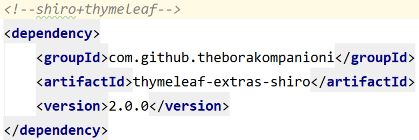 <!--shiro+thymeleaf-->
<dependency>
    <groupId>com.github.theborakompanioni</groupId>
    <artifactId>thymeleaf-extras-shiro</artifactId>
    <version>2.0.0</version>
</dependency>